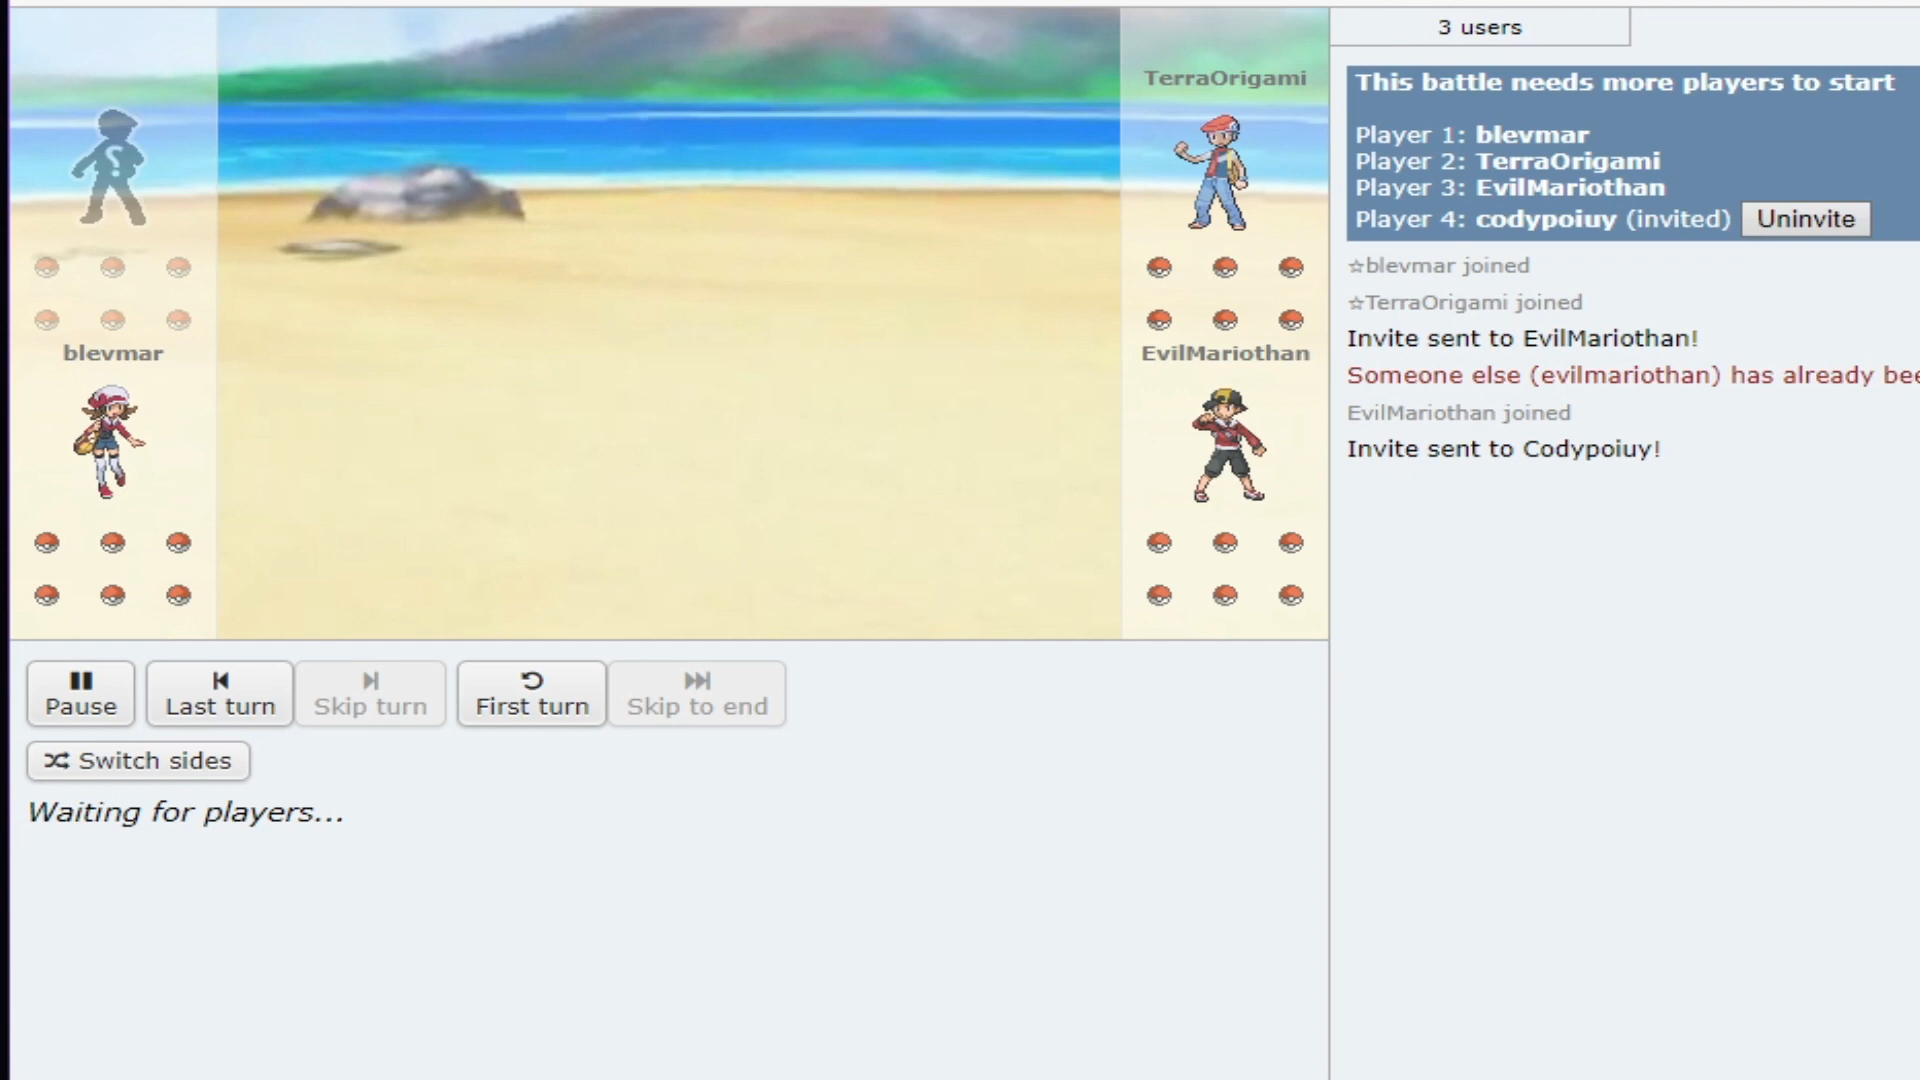 TerraOrigami
blevmar
EvilMariothan
Pause
Last turn
Skip turn
First turn
Skip to end
Switch sides
Waiting for players...
3 users
This battle needs more players to start
Player 1: blevmar
Player 2: TerraOrigami
Player 3: EvilMariothan
Player 4: codypoiuy (invited) Uninvite
☆blevmar joined
☆TerraOrigami joined
Invite sent to EvilMariothan!
Someone else (evilmariothan) has already bee
EvilMariothan joined
Invite sent to Codypoiuy!